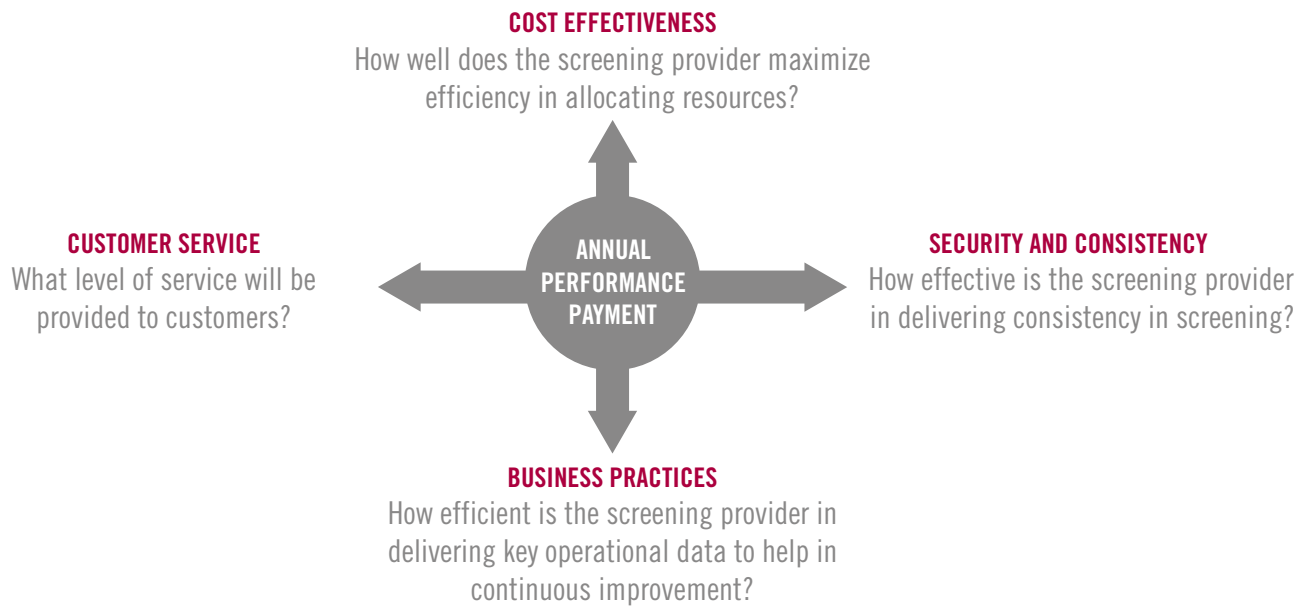 COST EFFECTIVENESS
How well does the screening provider maximize
efficiency in allocating resources?
CUSTOMER SERVICE
What level of service will be
provided to customers?
ANNUAL
PERFORMANCE
PAYMENT
SECURITY AND CONSISTENCY
How effective is the screening provider
in delivering consistency in screening?
BUSINESS PRACTICES
How efficient is the screening provider in
delivering key operational data to help in
continuous improvement?